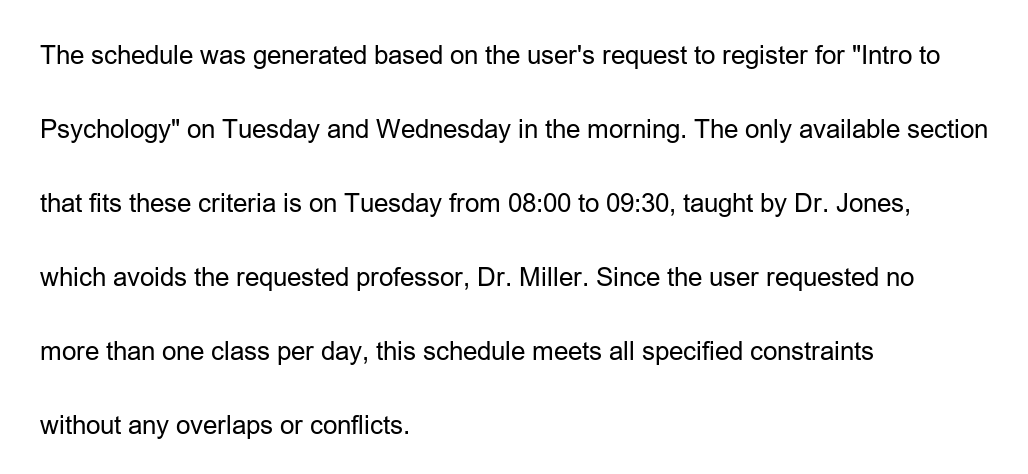 The schedule was generated based on the user's request to register for "Intro to
Psychology" on Tuesday and Wednesday in the morning. The only available section
that fits these criteria is on Tuesday from 08:00 to 09:30, taught by Dr. Jones,
which avoids the requested professor, Dr. Miller. Since the user requested no
more than one class per day, this schedule meets all specified constraints
without any overlaps or conflicts.